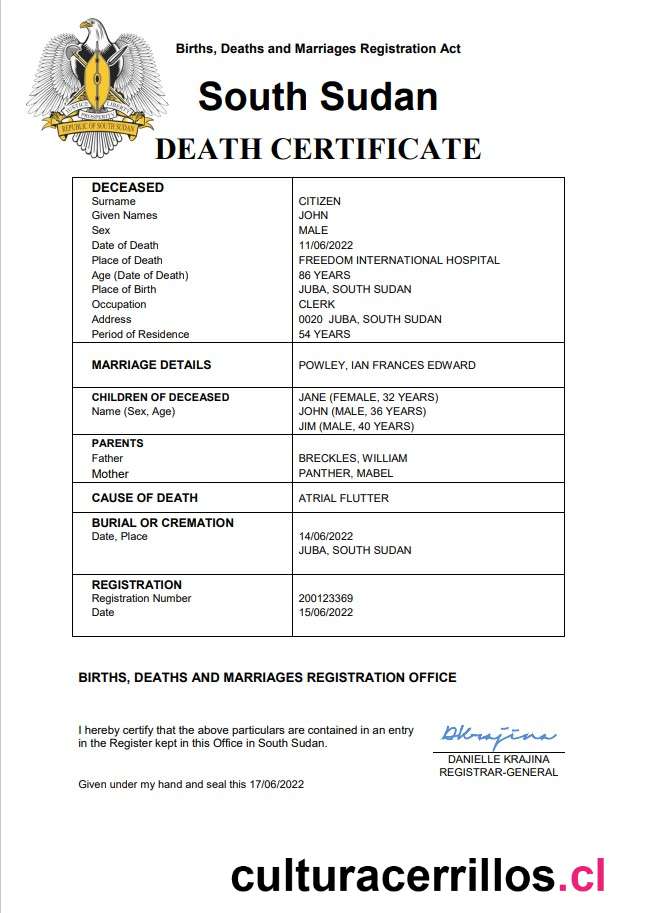 Births, Deaths and Marriages Registration Act
South Sudan
DEATH CERTIFICATE
JUSTICE LIBERTY
PROSPERITY
REPUBLIC OF SOUTH SUDAN
DECEASED
Surname CITIZEN
Given Names JOHN
Sex MALE
Date of Death 11/06/2022
Place of Death FREEDOM INTERNATIONAL HOSPITAL
Age (Date of Death) 86 YEARS
Place of Birth JUBA, SOUTH SUDAN
Occupation CLERK
Address 0020 JUBA, SOUTH SUDAN
Period of Residence 54 YEARS
MARRIAGE DETAILS POWLEY, IAN FRANCES EDWARD
CHILDREN OF DECEASED JANE (FEMALE, 32 YEARS)
Name (Sex, Age) JOHN (MALE, 36 YEARS)
JIM (MALE, 40 YEARS)
PARENTS
Father BRECKLES, WILLIAM
Mother PANTHER, MABEL
CAUSE OF DEATH ATRIAL FLUTTER
BURIAL OR CREMATION
Date, Place 14/06/2022
JUBA, SOUTH SUDAN
REGISTRATION
Registration Number 200123369
Date 15/06/2022
BIRTHS, DEATHS AND MARRIAGES REGISTRATION OFFICE
I hereby certify that the above particulars are contained in an entry
in the Register kept in this Office in South Sudan.
DKrajina
DANIELLE KRAJINA
REGISTRAR-GENERAL
Given under my hand and seal this 17/06/2022
culturacerrillos.cl